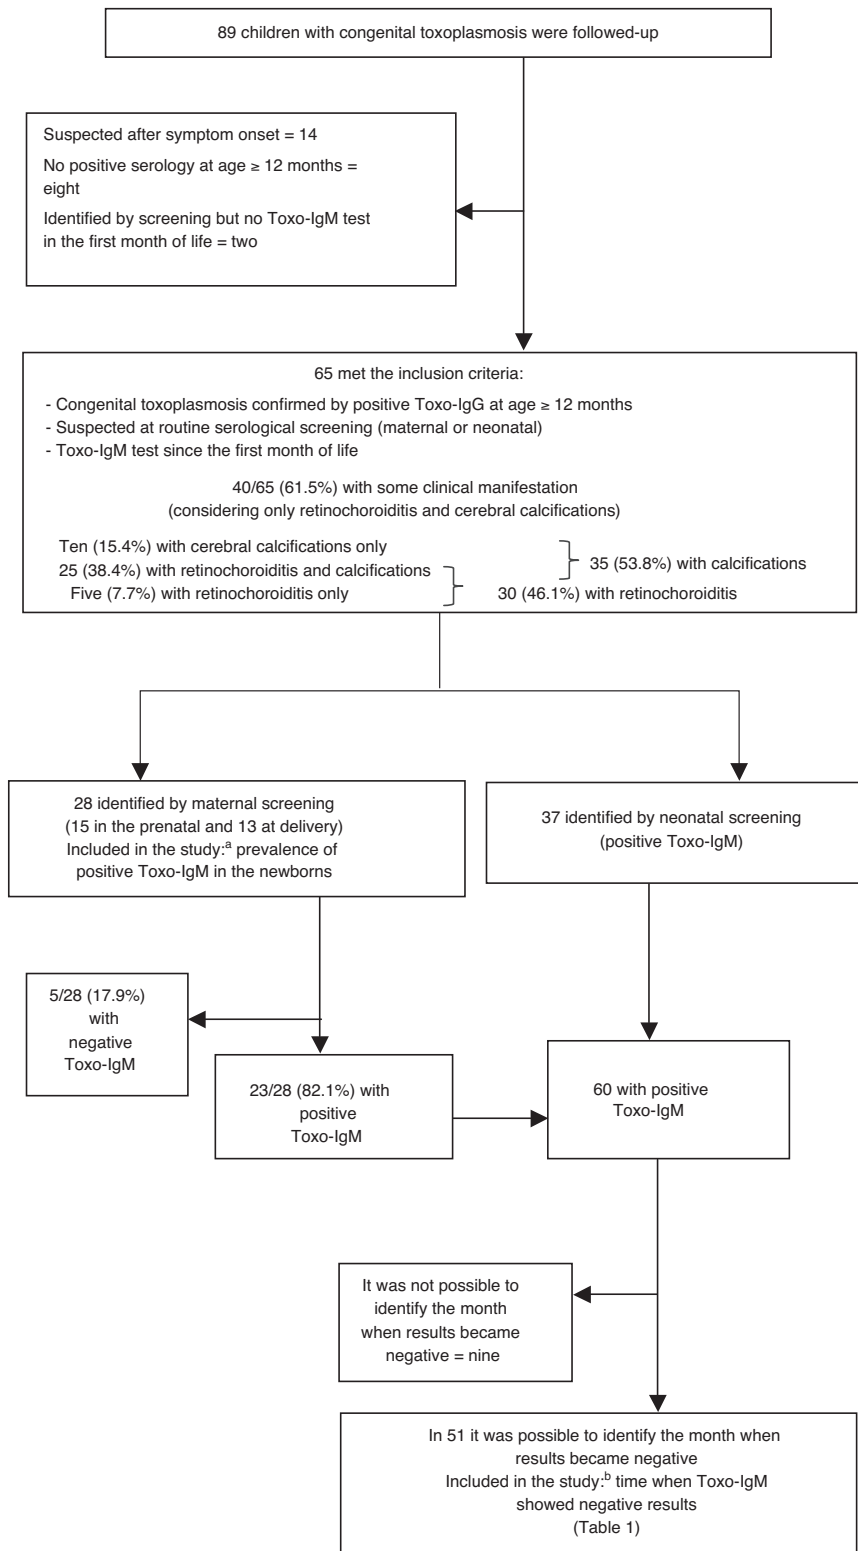 89 children with congenital toxoplasmosis were followed-up
Suspected after symptom onset = 14
No positive serology at age ≥ 12 months =
eight
Identified by screening but no Toxo-IgM test
in the first month of life = two
65 met the inclusion criteria:
- Congenital toxoplasmosis confirmed by positive Toxo-IgG at age ≥ 12 months
- Suspected at routine serological screening (maternal or neonatal)
- Toxo-IgM test since the first month of life
40/65 (61.5%) with some clinical manifestation
(considering only retinochoroiditis and cerebral calcifications)
Ten (15.4%) with cerebral calcifications only
25 (38.4%) with retinochoroiditis and calcifications
35 (53.8%) with calcifications
Five (7.7%) with retinochoroiditis only
30 (46.1%) with retinochoroiditis
28 identified by maternal screening
(15 in the prenatal and 13 at delivery)
Included in the study:a prevalence of
positive Toxo-IgM in the newborns
37 identified by neonatal screening
(positive Toxo-IgM)
5/28 (17.9%)
with
negative
Toxo-IgM
23/28 (82.1%) with
positive
Toxo-IgM
60 with positive
Toxo-IgM
It was not possible to
identify the month
when results became
negative = nine
In 51 it was possible to identify the month when
results became negative
Included in the study:b time when Toxo-IgM
showed negative results
(Table 1)